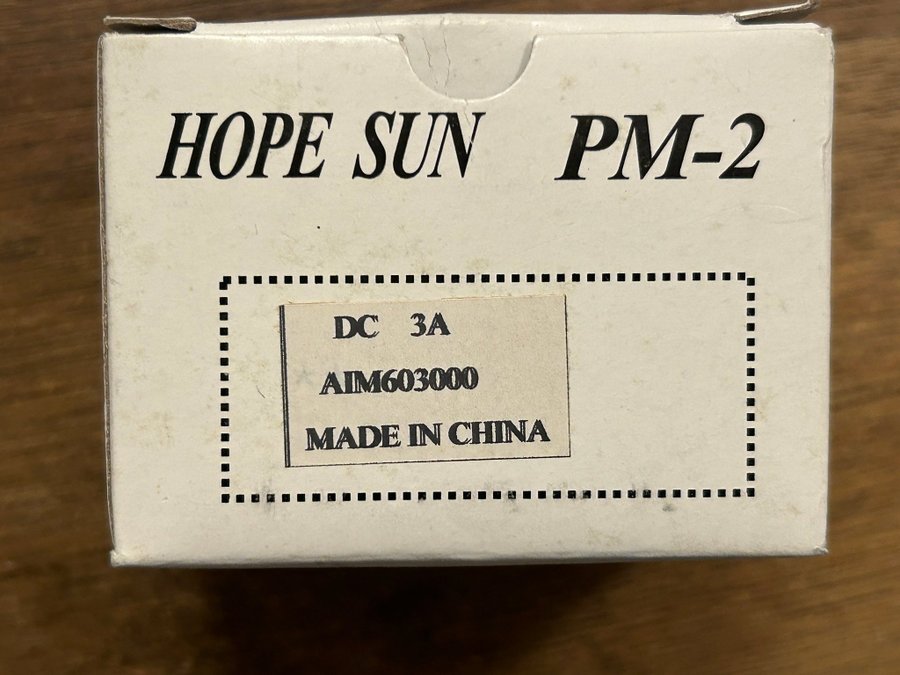 HOPE SUN PM-2
DC 3A
AIM603000
MADE IN CHINA